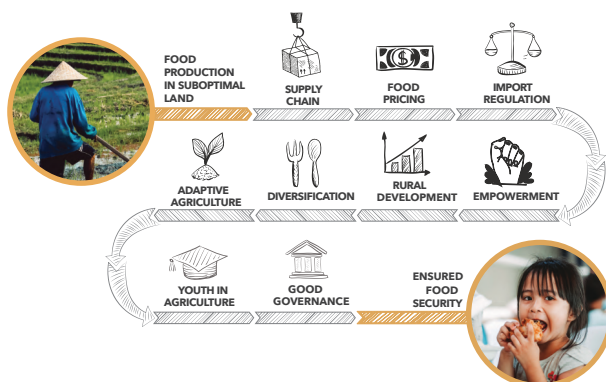 FOOD
PRODUCTION
IN SUBOPTIMAL
LAND
SUPPLY
CHAIN
FOOD
PRICING
IMPORT
REGULATION
ADAPTIVE
AGRICULTURE
DIVERSIFICATION
RURAL
DEVELOPMENT
EMPOWERMENT
YOUTH IN
AGRICULTURE
GOOD
GOVERNANCE
ENSURED
FOOD
SECURITY